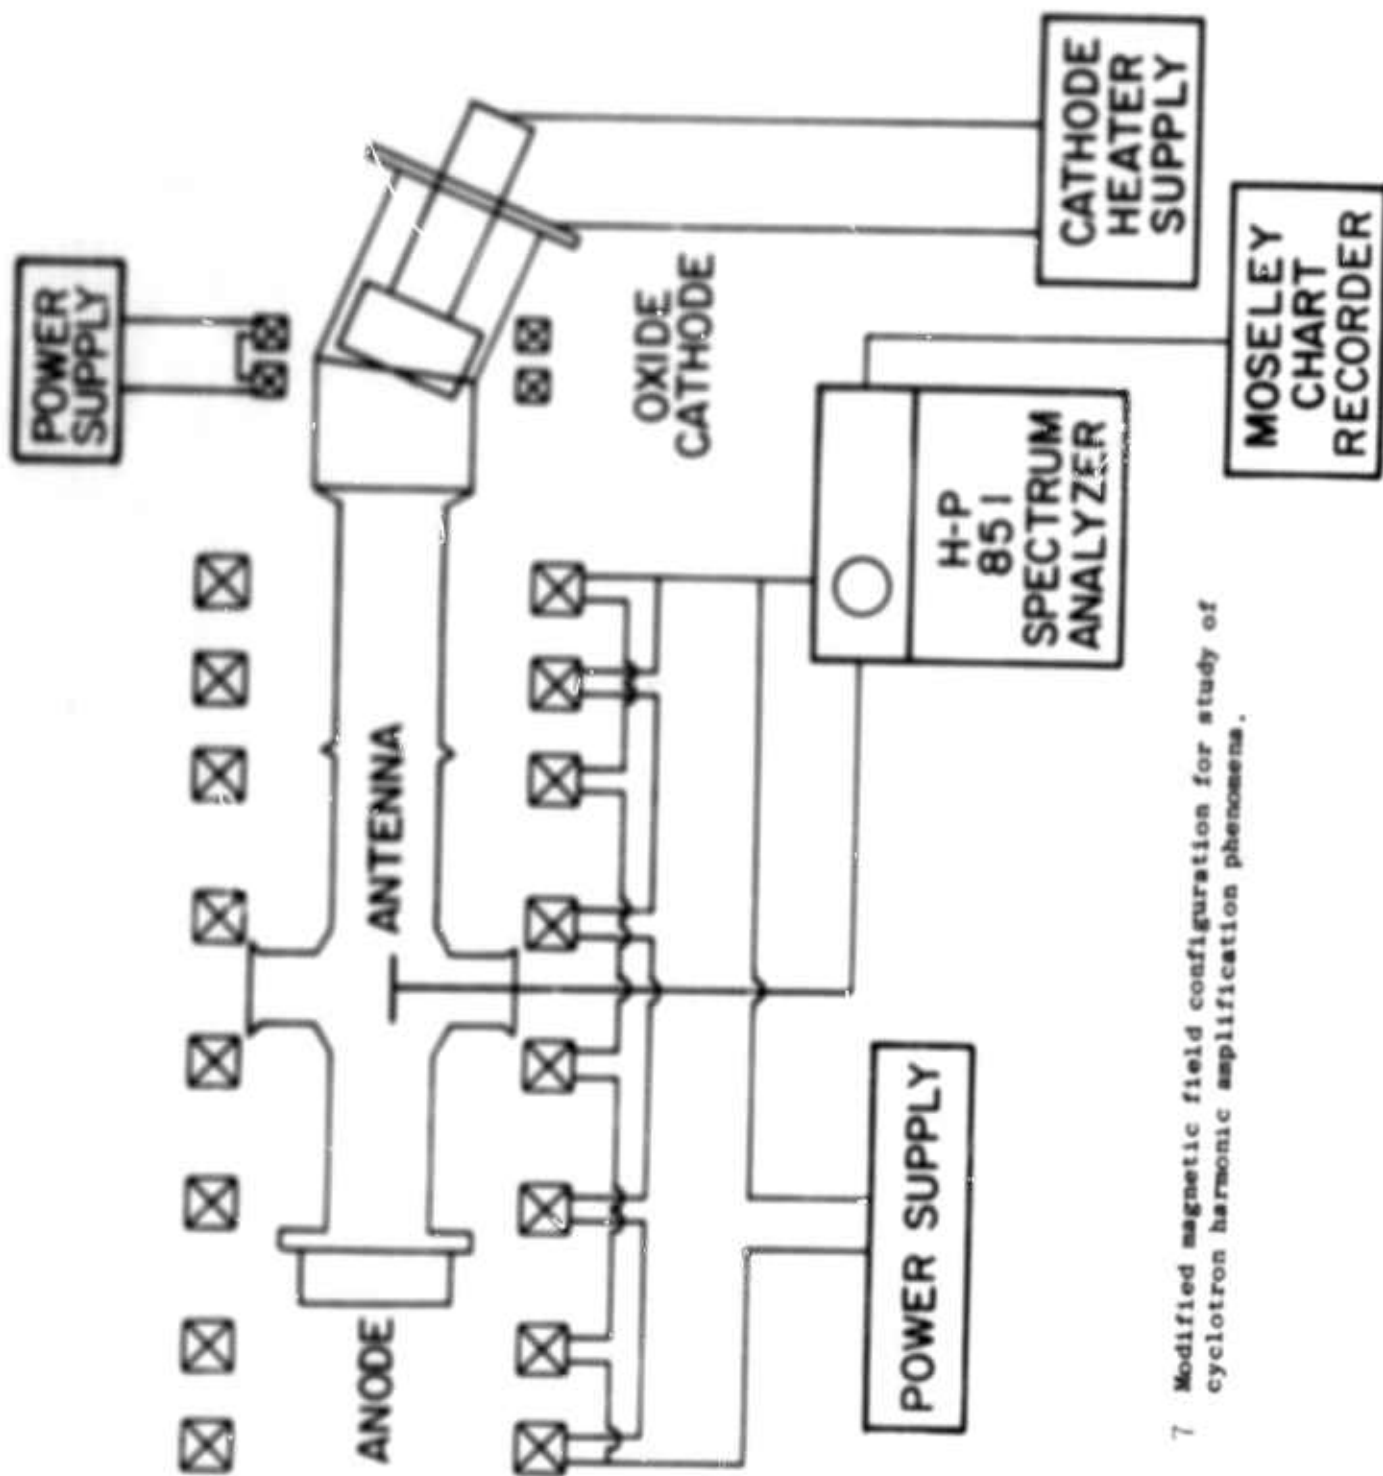 POWER
SUPPLY
ANODE
ANTENNA
OXIDE
CATHODE
CATHODE
HEATER
SUPPLY
H-P
851
SPECTRUM
ANALYZER
MOSELEY
CHART
RECORDER
POWER SUPPLY
7 Modified magnetic field configuration for study of
cyclotron harmonic amplification phenomena.